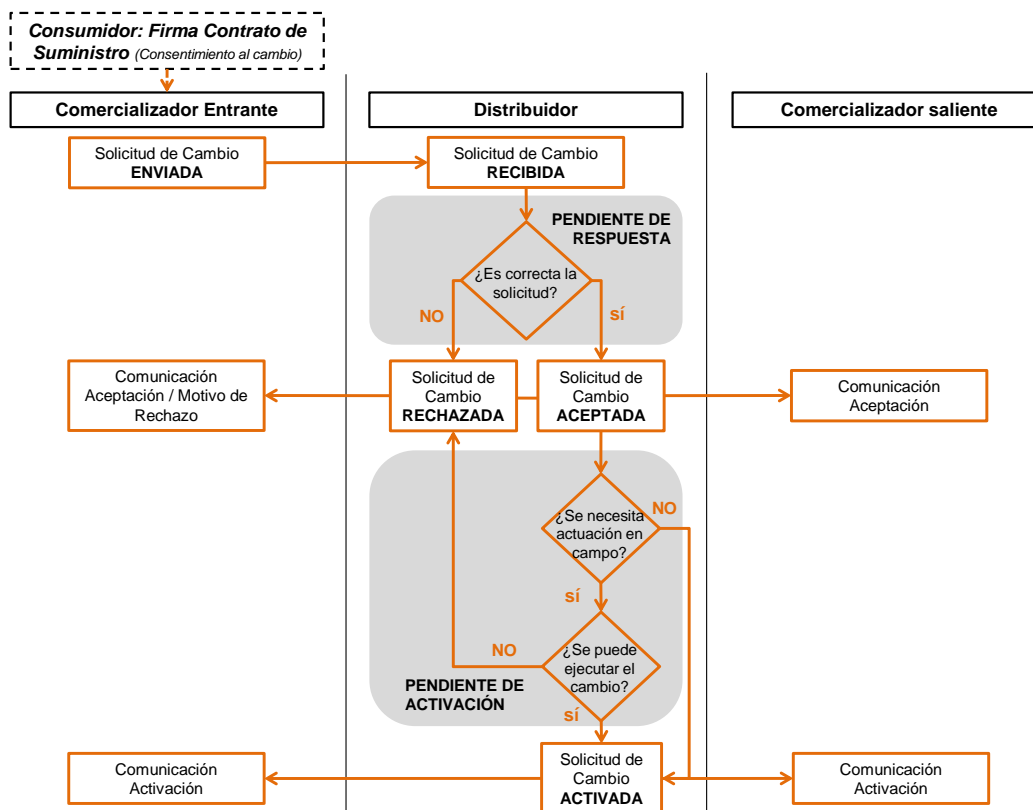 Consumidor: Firma Contrato de
Suministro (Consentimiento al cambio)
Comercializador Entrante
Distribuidor
Comercializador saliente
Solicitud de Cambio
ENVIADA
Solicitud de Cambio
RECIBIDA
PENDIENTE DE
RESPUESTA
¿Es correcta la
solicitud?
NO
sí
Comunicación
Aceptación / Motivo de
Rechazo
Solicitud de
Cambio
RECHAZADA
Solicitud de
Cambio
ACEPTADA
Comunicación
Aceptación
¿Se necesita
actuación en
campo?
NO
sí
¿Se puede
ejecutar el
cambio?
NO
sí
PENDIENTE DE
ACTIVACIÓN
Comunicación
Activación
Solicitud de
Cambio
ACTIVADA
Comunicación
Activación